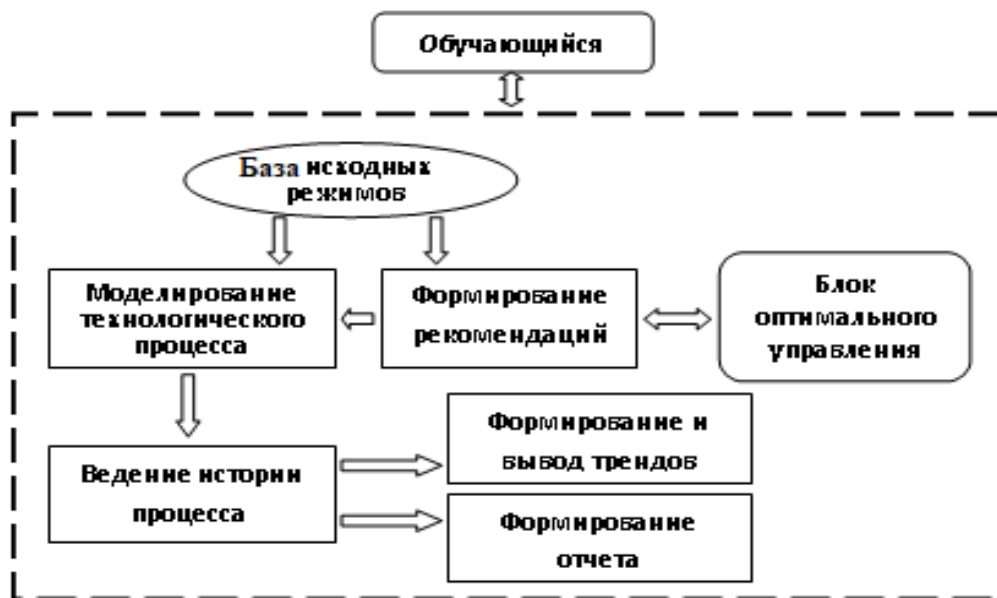 Обучающийся
База исходных
режимов
Моделирование
технологического
процесса
Формирование
рекомендаций
Блок
оптимального
управления
Ведение истории
процесса
Формирование и
вывод трендов
Формирование
отчета